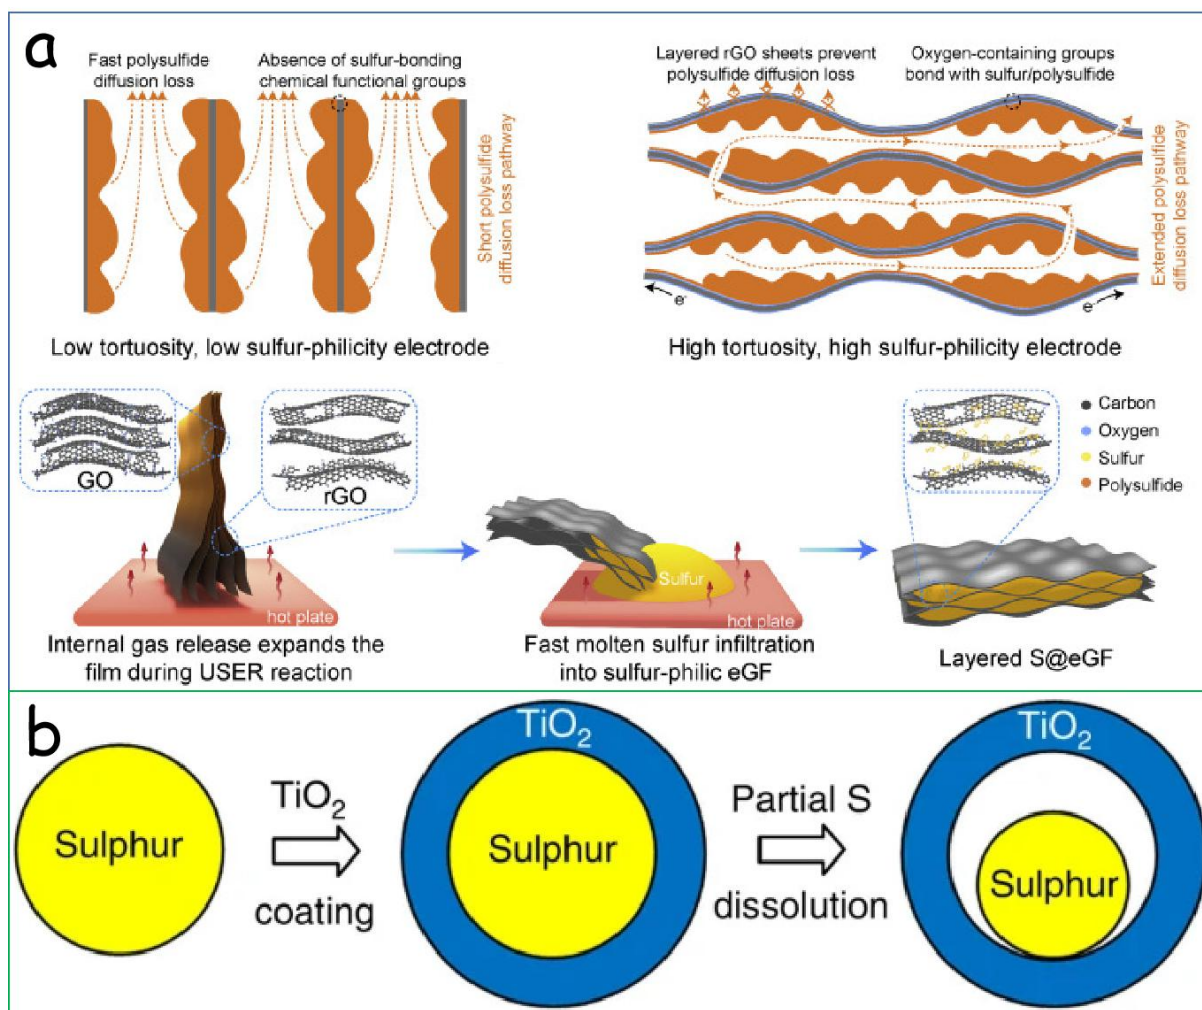 a
Fast polysulfide
diffusion loss
Absence of sulfur-bonding
chemical functional groups
Short polysulfide
diffusion loss pathway
Low tortuosity, low sulfur-philicity electrode
Layered rGO sheets prevent
polysulfide diffusion loss
Oxygen-containing groups
bond with sulfur/polysulfide
Extended polysulfide
diffusion loss pathway
e-
e-
High tortuosity, high sulfur-philicity electrode
GO
rGO
hot plate
Internal gas release expands the
film during USER reaction
Sulfur
hot plate
Fast molten sulfur infiltration
into sulfur-philic eGF
Carbon
Oxygen
Sulfur
Polysulfide
Layered S@eGF
b
Sulphur
TiO₂
coating
TiO₂
Sulphur
Partial S
dissolution
TiO₂
Sulphur